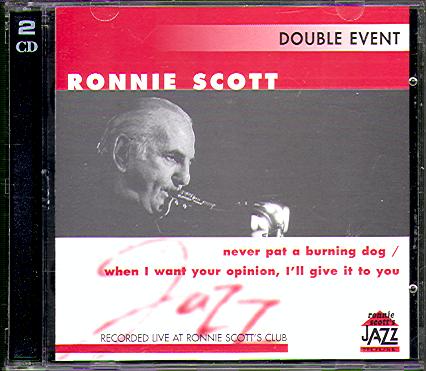 2
CD
DOUBLE EVENT
RONNIE SCOTT
never pat a burning dog /
when I want your opinion, I'll give it to you
Jazz
RECORDED LIVE AT RONNIE SCOTT'S CLUB
ronnie
scott's
JAZZ